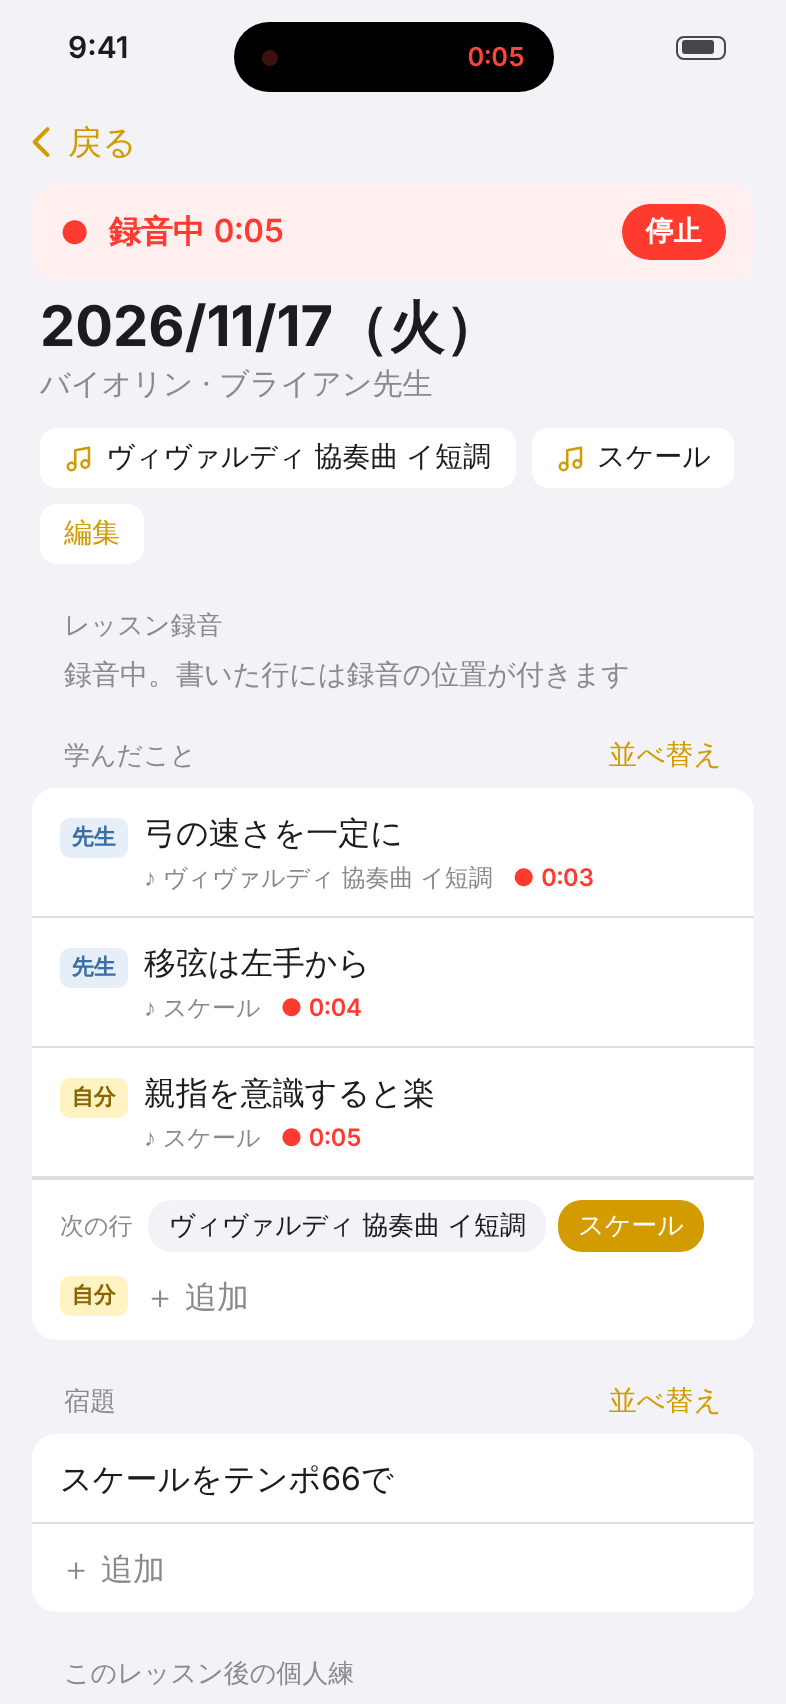 9:41
0:05
戻る
録音中 0:05
停止
2026/11/17（火）
バイオリン · ブライアン先生
ヴィヴァルディ 協奏曲 イ短調
スケール
編集
レッスン録音
録音中。書いた行には録音の位置が付きます
学んだこと
並べ替え
先生 弓の速さを一定に
♪ ヴィヴァルディ 協奏曲 イ短調 0:03
先生 移弦は左手から
♪ スケール 0:04
自分 親指を意識すると楽
♪ スケール 0:05
次の行 ヴィヴァルディ 協奏曲 イ短調 スケール
自分 ＋ 追加
宿題
並べ替え
スケールをテンポ66で
＋ 追加
このレッスン後の個人練